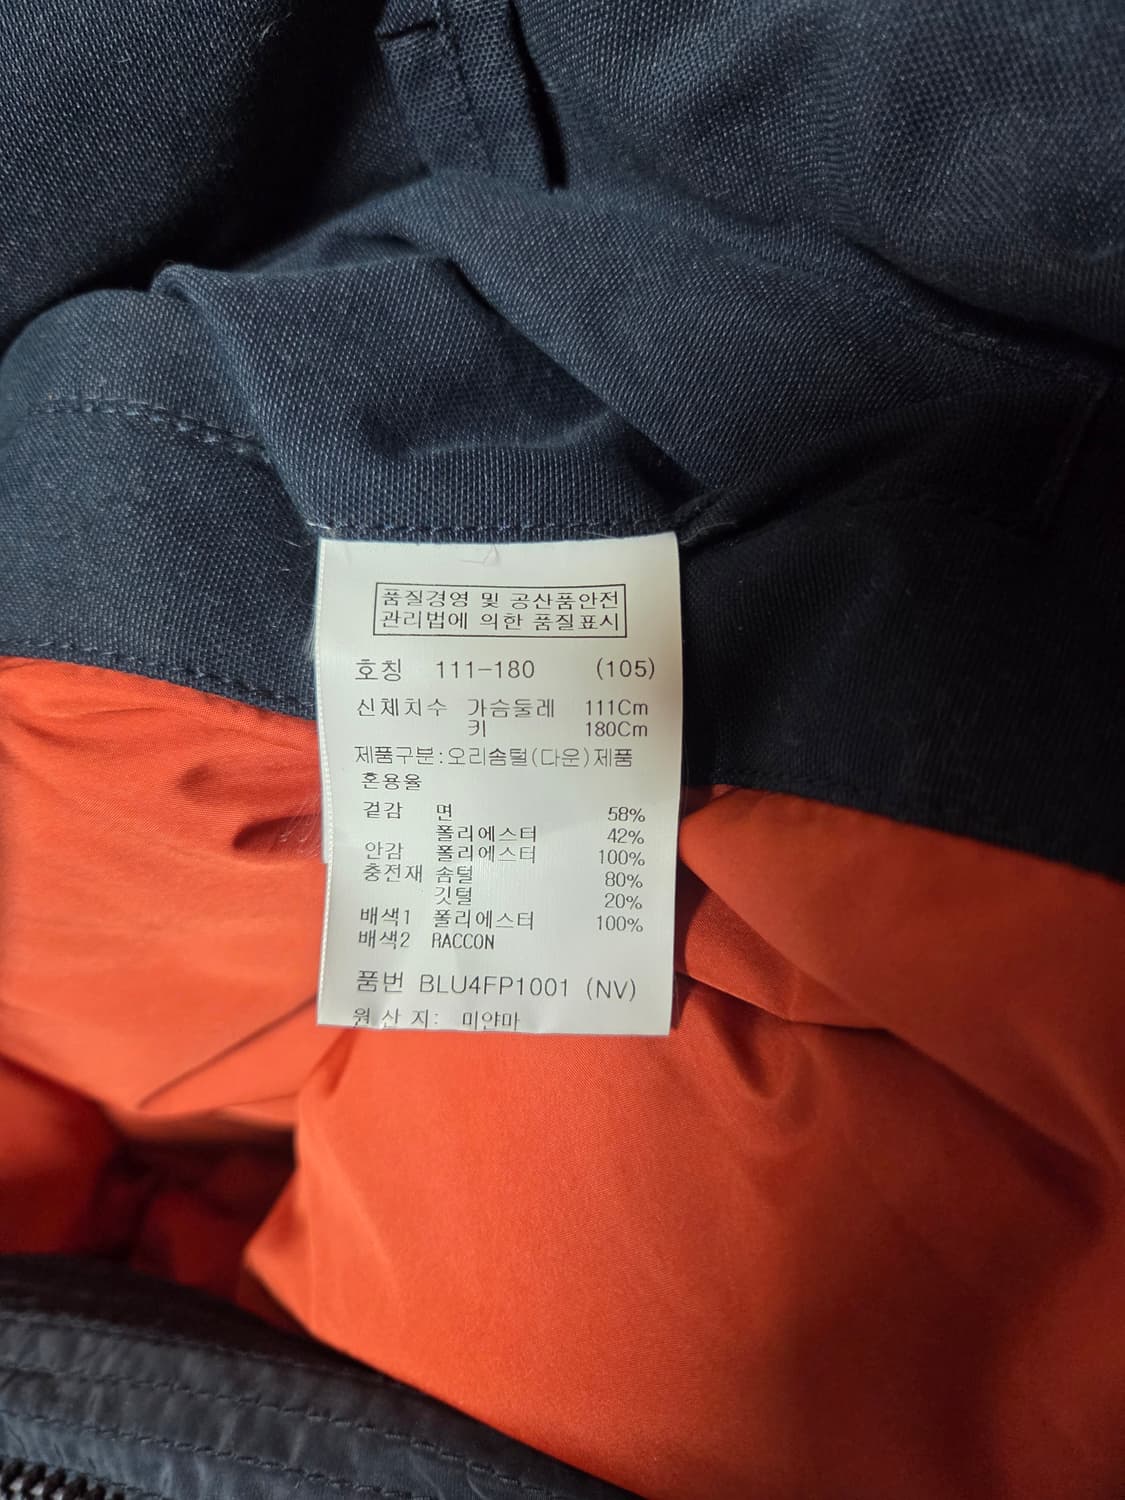 품질경영 및 공산품안전
관리법에 의한 품질표시
호칭 111-180 (105)
신체치수 가슴둘레 111Cm
키 180Cm
제품구분:오리솜털(다운)제품
혼용율
겉감 면 58%
폴리에스터 42%
안감 폴리에스터 100%
충전재 솜털 80%
깃털 20%
배색1 폴리에스터 100%
배색2 RACCON
품번 BLU4FP1001 (NV)
원 산 지: 미얀마